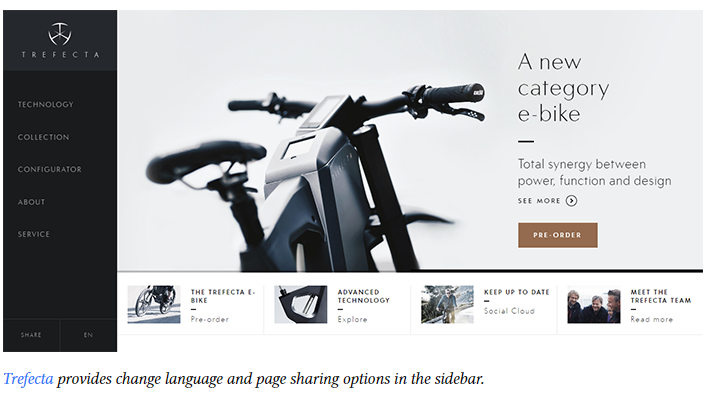 TREFECTA
TECHNOLOGY
COLLECTION
CONFIGURATOR
ABOUT
SERVICE
SHARE
EN
A new
category
e-bike
Total synergy between
power, function and design
SEE MORE
PRE-ORDER
THE TREFECTA E-
BIKE
Pre-order
ADVANCED
TECHNOLOGY
Explore
KEEP UP TO DATE
Social Cloud
MEET THE
TREFECTA TEAM
Read more
Trefecta provides change language and page sharing options in the sidebar.